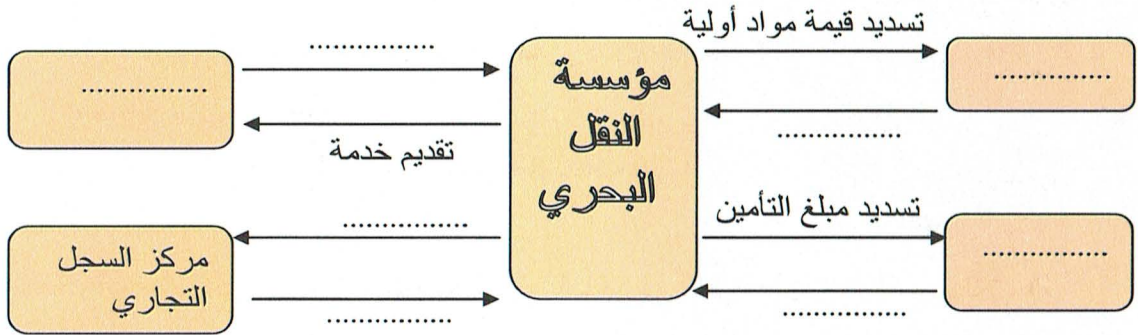 تسديد قيمة مواد أولية
...............
................
...............
مؤسسة
النقل
البحري
................
تقديم خدمة
تسديد مبلغ التأمين
................
................
مركز السجل
التجاري
................
................